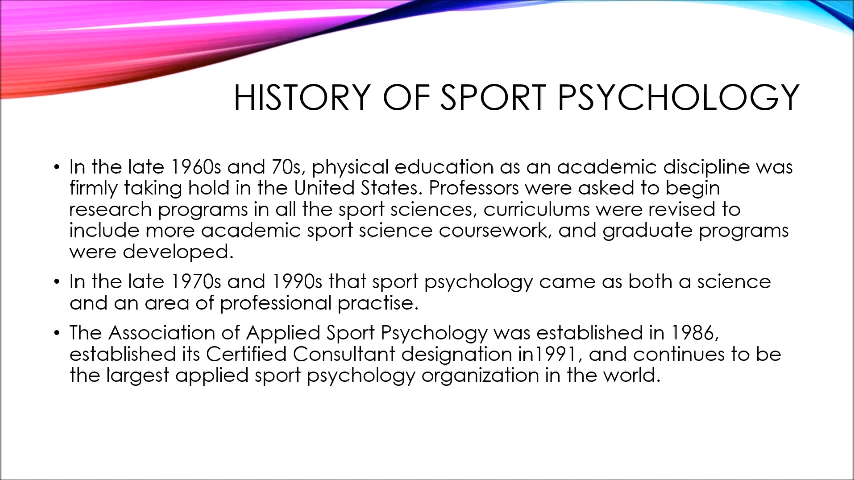 HISTORY OF SPORT PSYCHOLOGY
• In the late 1960s and 70s, physical education as an academic discipline was
firmly taking hold in the United States. Professors were asked to begin
research programs in all the sport sciences, curriculums were revised to
include more academic sport science coursework, and graduate programs
were developed.
• In the late 1970s and 1990s that sport psychology came as both a science
and an area of professional practise.
• The Association of Applied Sport Psychology was established in 1986,
established its Certified Consultant designation in1991, and continues to be
the largest applied sport psychology organization in the world.